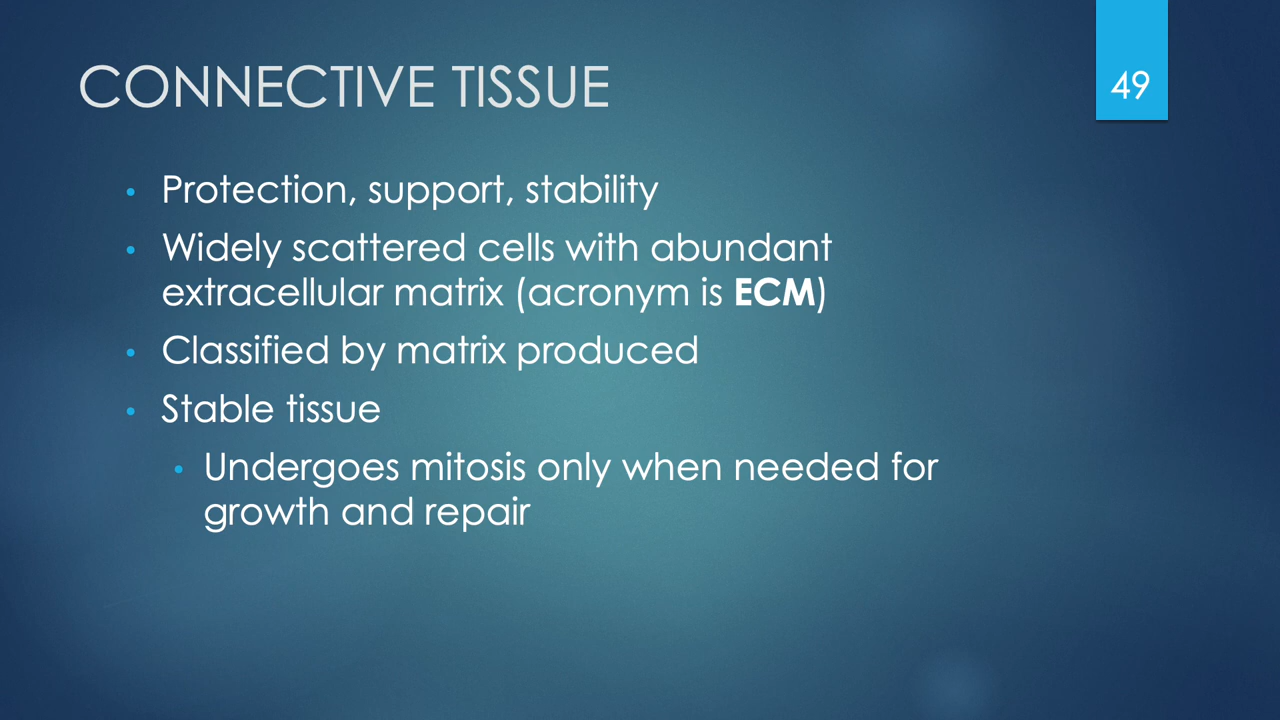 CONNECTIVE TISSUE
49
• Protection, support, stability
• Widely scattered cells with abundant
extracellular matrix (acronym is ECM)
• Classified by matrix produced
• Stable tissue
• Undergoes mitosis only when needed for
growth and repair